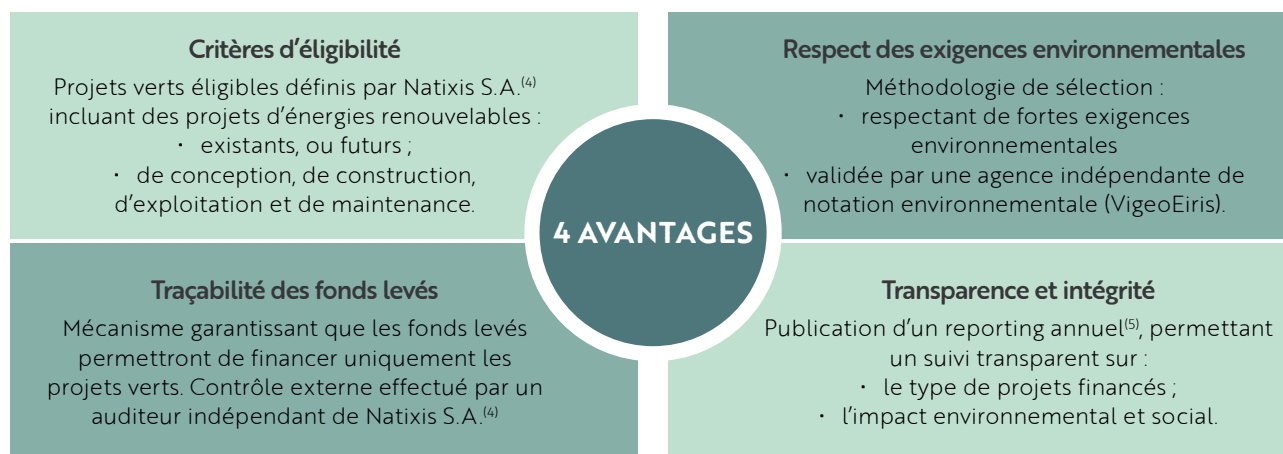 Critères d'éligibilité
Projets verts éligibles définis par Natixis S.A.(4)
incluant des projets d'énergies renouvelables :
· existants, ou futurs ;
· de conception, de construction,
d'exploitation et de maintenance.
Respect des exigences environnementales
Méthodologie de sélection :
· respectant de fortes exigences
environnementales
· validée par une agence indépendante de
notation environnementale (VigeoEiris).
4 AVANTAGES
Traçabilité des fonds levés
Mécanisme garantissant que les fonds levés
permettront de financer uniquement les
projets verts. Contrôle externe effectué par un
auditeur indépendant de Natixis S.A.(4)
Transparence et intégrité
Publication d'un reporting annuel(5), permettant
un suivi transparent sur :
· le type de projets financés ;
· l'impact environnemental et social.